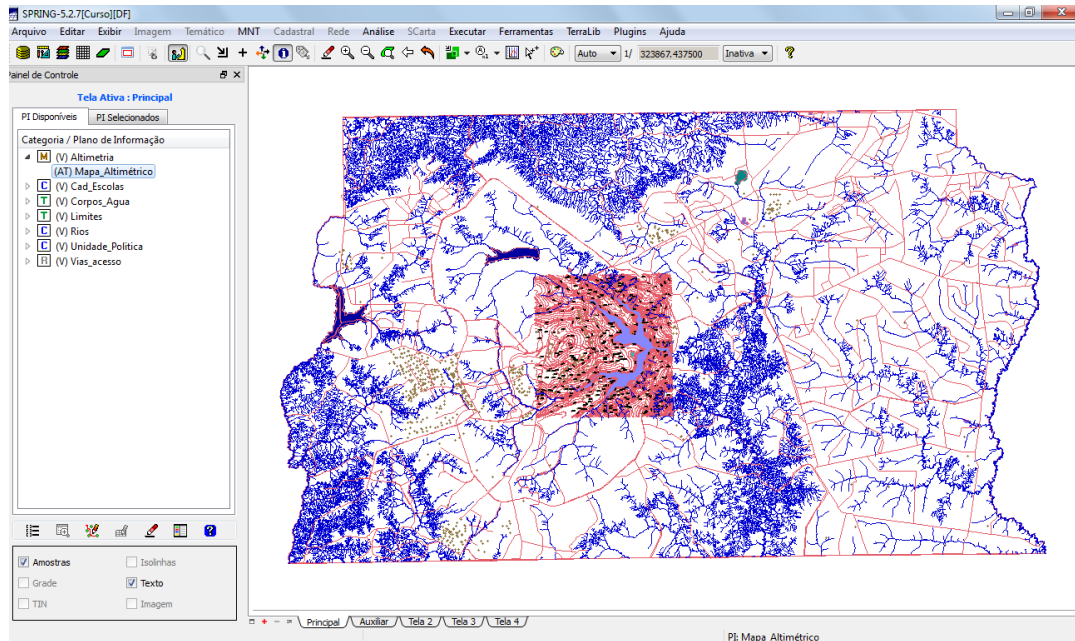 SPRING-5.2.7[Curso][DF]
Arquivo Editar Exibir Imagem Temático MNT Cadastral Rede Análise SCarta Executar Ferramentas TerraLib Plugins Ajuda
Auto 1/ 323867.437500 Inativa
Painel de Controle
Tela Ativa : Principal
PI Disponíveis PI Selecionados
Categoria / Plano de Informação
M (V) Altimetria
(AT) Mapa_Altimétrico
C (V) Cad_Escolas
T (V) Corpos_Agua
T (V) Limites
C (V) Rios
C (V) Unidade_Politica
R (V) Vias_acesso
Amostras Isolinhas
Grade Texto
TIN Imagem
Principal Auxiliar Tela 2 Tela 3 Tela 4
PI: Mapa_Altimétrico